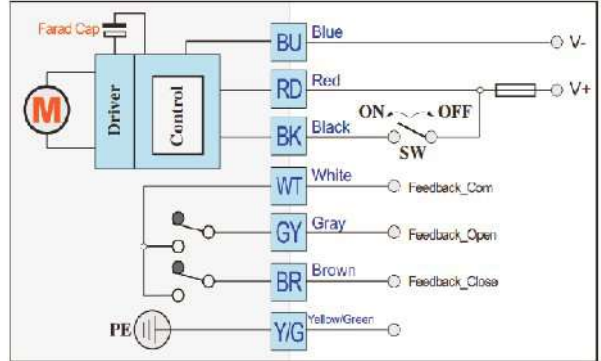 Farad Cap
M
Driver
Control
BU Blue V-
RD Red V+
ON OFF
BK Black
SW
WT White Feedback_Com
GY Gray Feedback_Open
BR Brown Feedback_Close
PE Y/G Yellow/Green